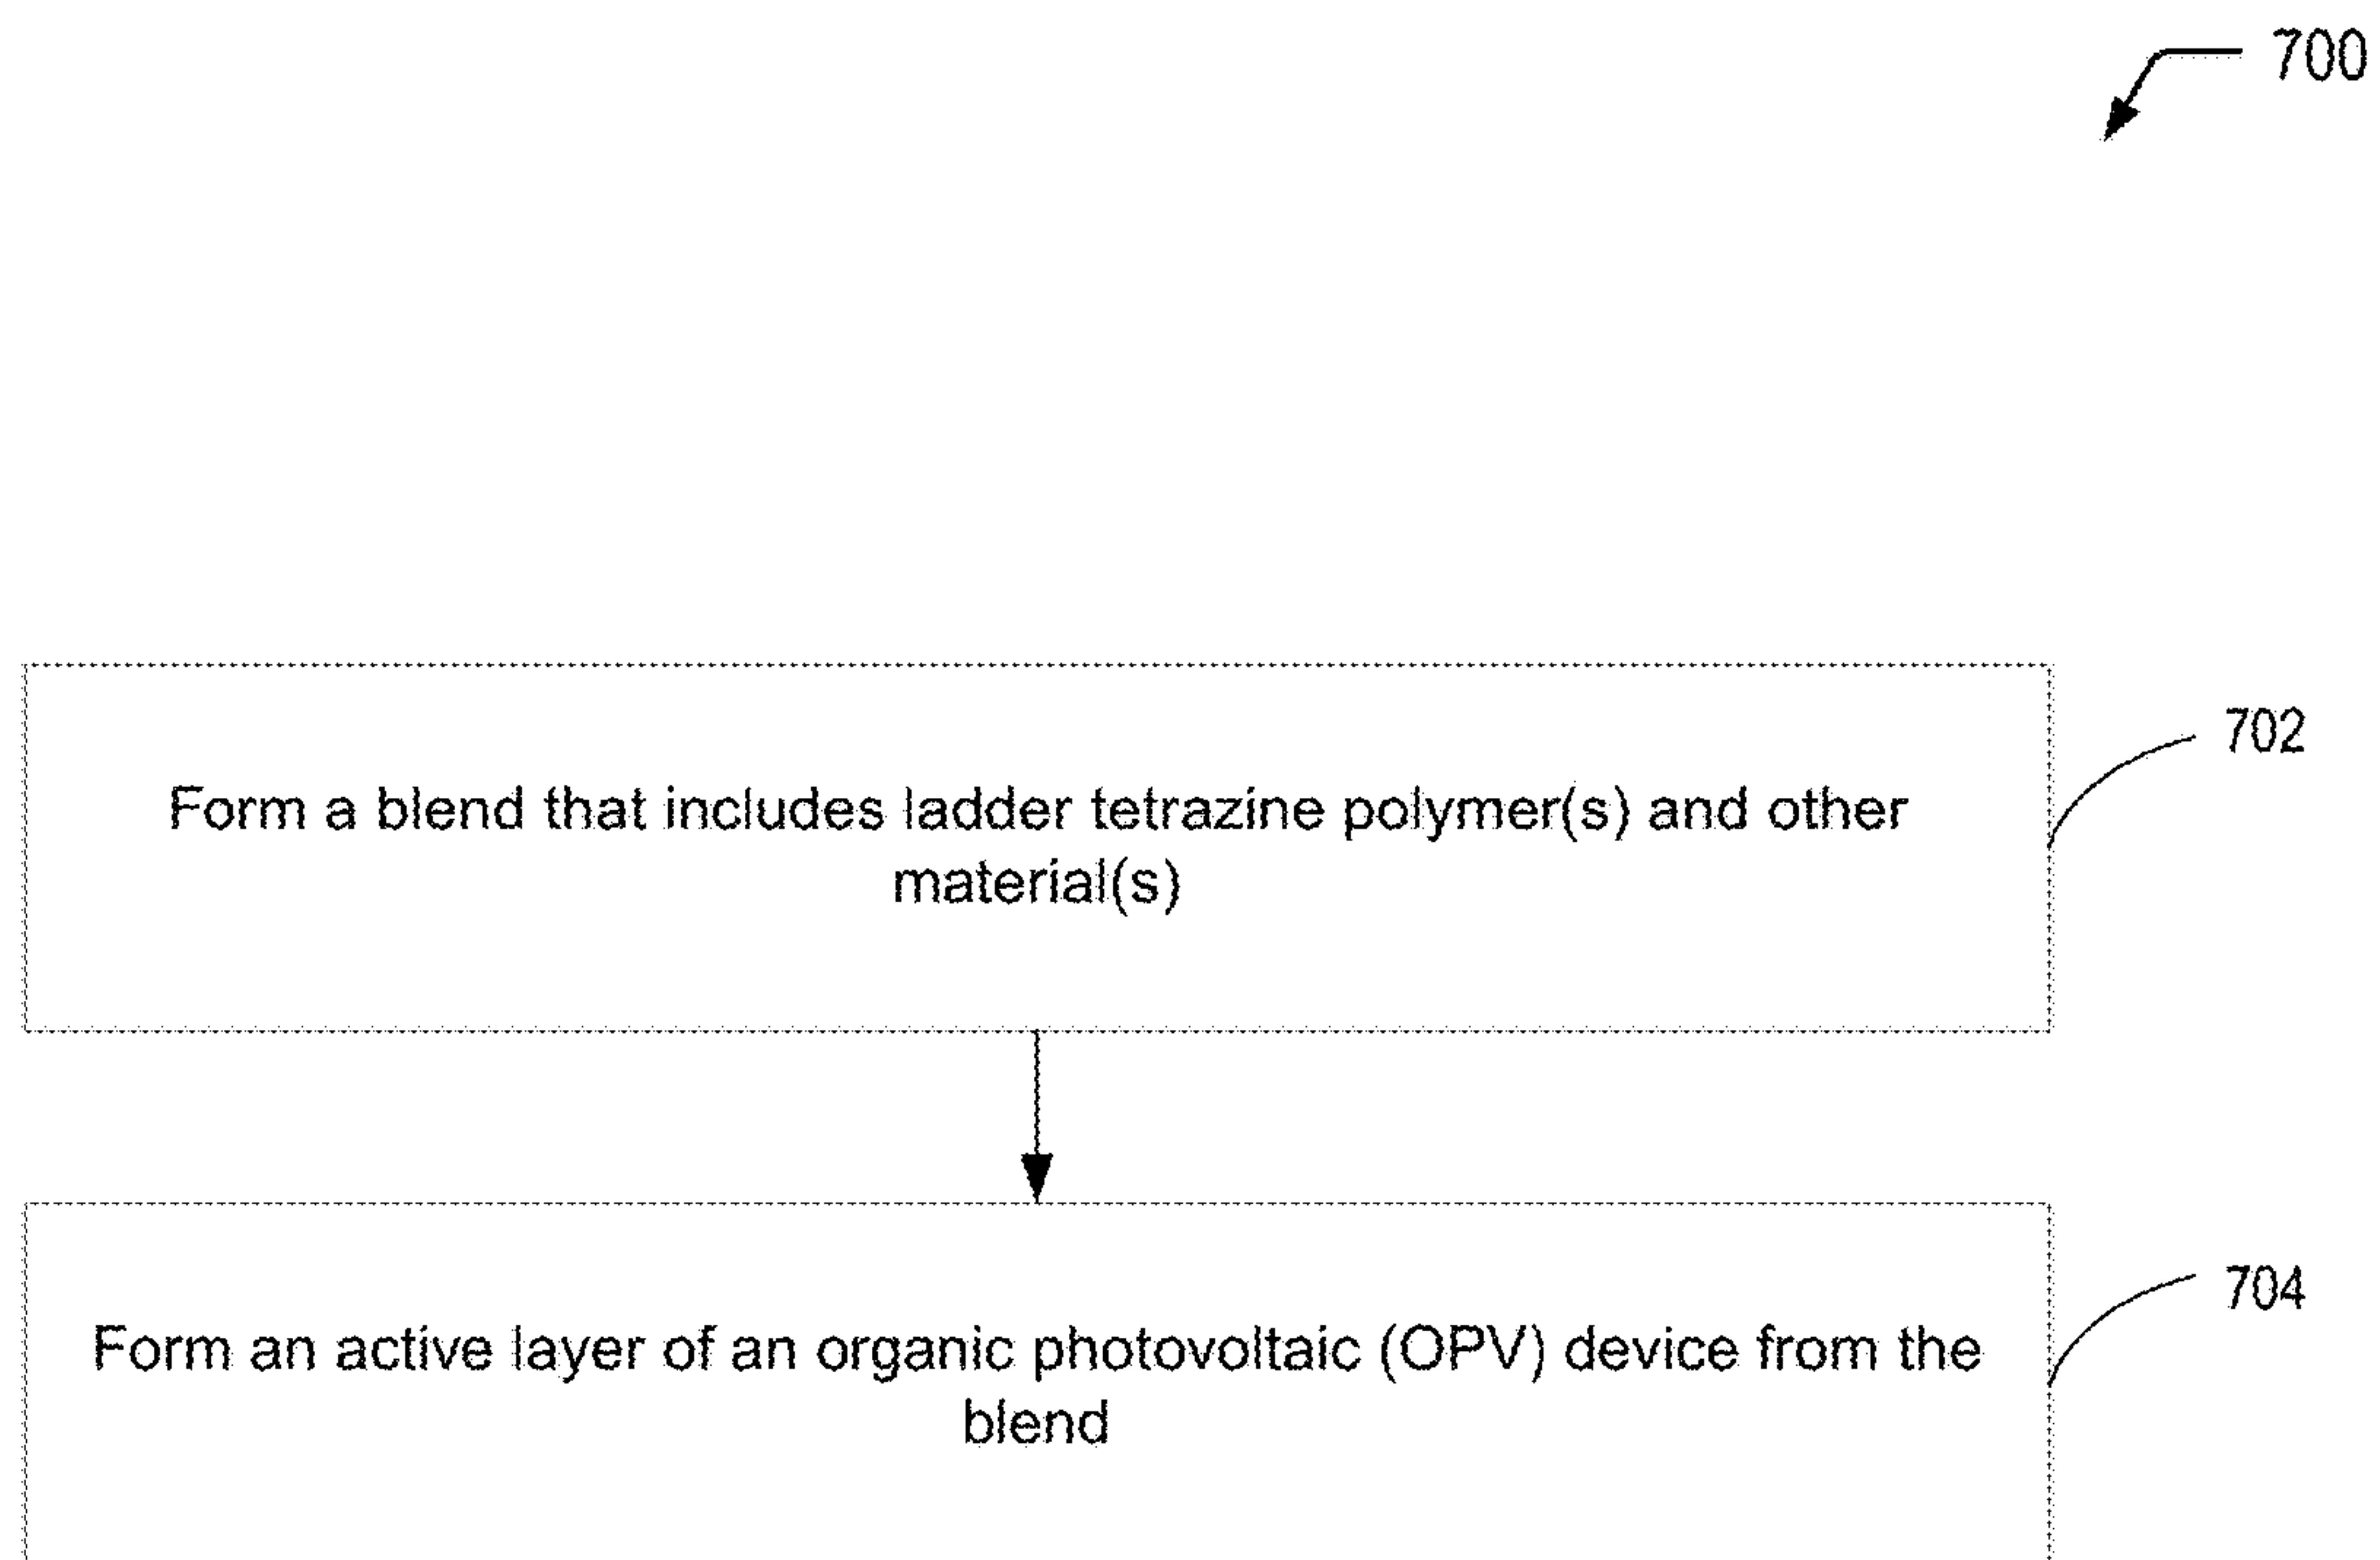 700
702
Form a blend that includes ladder tetrazine polymer(s) and other
material(s)
704
Form an active layer of an organic photovoltaic (OPV) device from the
blend